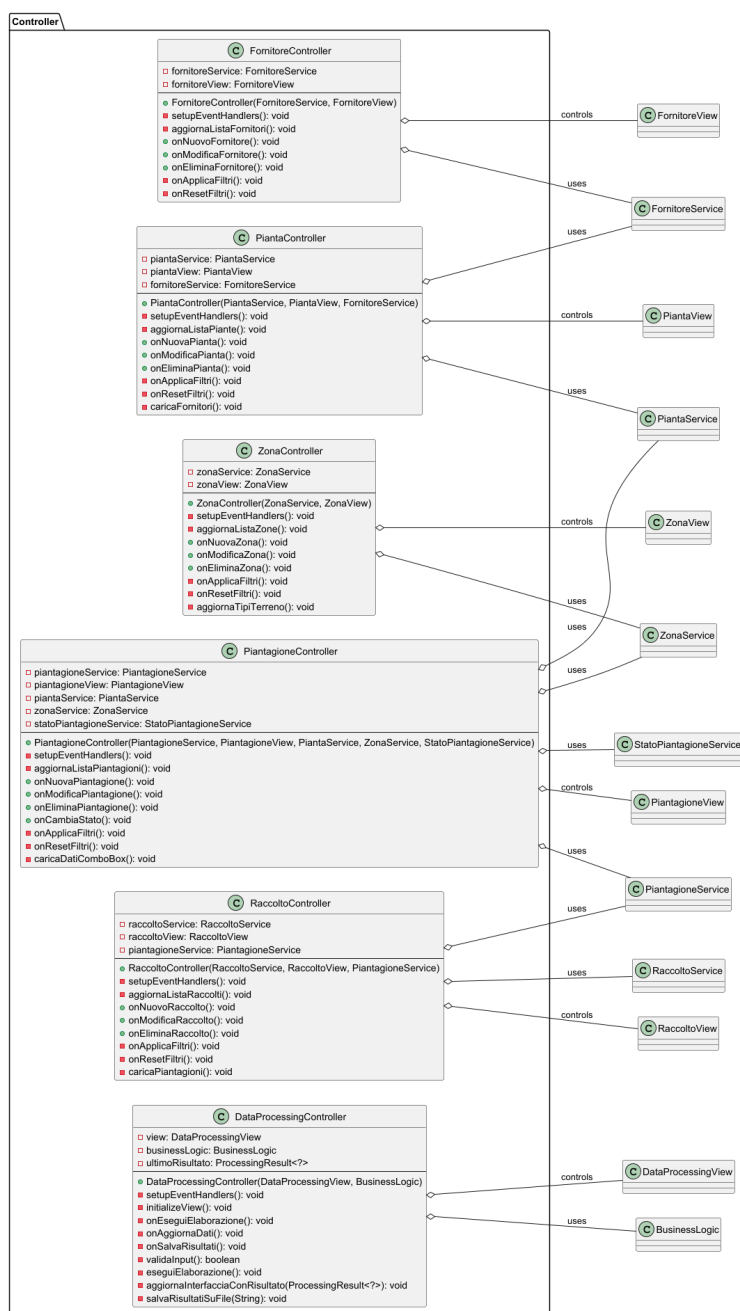 Controller
C FornitoreController
fornitoreService: FornitoreService
fornitoreView: FornitoreView
FornitoreController(FornitoreService, FornitoreView)
setupEventHandlers(): void
aggiornaListaFornitori(): void
onNuovoFornitore(): void
onModificaFornitore(): void
onEliminaFornitore(): void
onApplicaFiltri(): void
onResetFiltri(): void
controls
C FornitoreView
uses
C FornitoreService
uses
C PiantaController
piantaService: PiantaService
piantaView: PiantaView
fornitoreService: FornitoreService
PiantaController(PiantaService, PiantaView, FornitoreService)
setupEventHandlers(): void
aggiornaListaPiante(): void
onNuovaPianta(): void
onModificaPianta(): void
onEliminaPianta(): void
onApplicaFiltri(): void
onResetFiltri(): void
caricaFornitori(): void
controls
C PiantaView
uses
C PiantaService
C ZonaController
zonaService: ZonaService
zonaView: ZonaView
ZonaController(ZonaService, ZonaView)
setupEventHandlers(): void
aggiornaListaZone(): void
onNuovaZona(): void
onModificaZona(): void
onEliminaZona(): void
onApplicaFiltri(): void
onResetFiltri(): void
aggiornaTipiTerreno(): void
controls
C ZonaView
uses
uses
C ZonaService
uses
C PiantagioneController
piantagioneService: PiantagioneService
piantagioneView: PiantagioneView
piantaService: PiantaService
zonaService: ZonaService
statoPiantagioneService: StatoPiantagioneService
PiantagioneController(PiantagioneService, PiantagioneView, PiantaService, ZonaService, StatoPiantagioneService)
setupEventHandlers(): void
aggiornaListaPiantagioni(): void
onNuovaPiantagione(): void
onModificaPiantagione(): void
onEliminaPiantagione(): void
onCambiaStato(): void
onApplicaFiltri(): void
onResetFiltri(): void
caricaDatiComboBox(): void
uses
C StatoPiantagioneService
controls
C PiantagioneView
uses
C PiantagioneService
uses
C RaccoltoController
raccoltoService: RaccoltoService
raccoltoView: RaccoltoView
piantagioneService: PiantagioneService
RaccoltoController(RaccoltoService, RaccoltoView, PiantagioneService)
setupEventHandlers(): void
aggiornaListaRaccolti(): void
onNuovoRaccolto(): void
onModificaRaccolto(): void
onEliminaRaccolto(): void
onApplicaFiltri(): void
onResetFiltri(): void
caricaPiantagioni(): void
uses
C RaccoltoService
controls
C RaccoltoView
C DataProcessingController
view: DataProcessingView
businessLogic: BusinessLogic
ultimoRisultato: ProcessingResult<?>
DataProcessingController(DataProcessingView, BusinessLogic)
setupEventHandlers(): void
initializeView(): void
onEseguiElaborazione(): void
onAggiornaDati(): void
onSalvaRisultati(): void
validaInput(): boolean
eseguiElaborazione(): void
aggiornaInterfacciaConRisultato(ProcessingResult<?>): void
salvaRisultatiSuFile(String): void
controls
C DataProcessingView
uses
C BusinessLogic